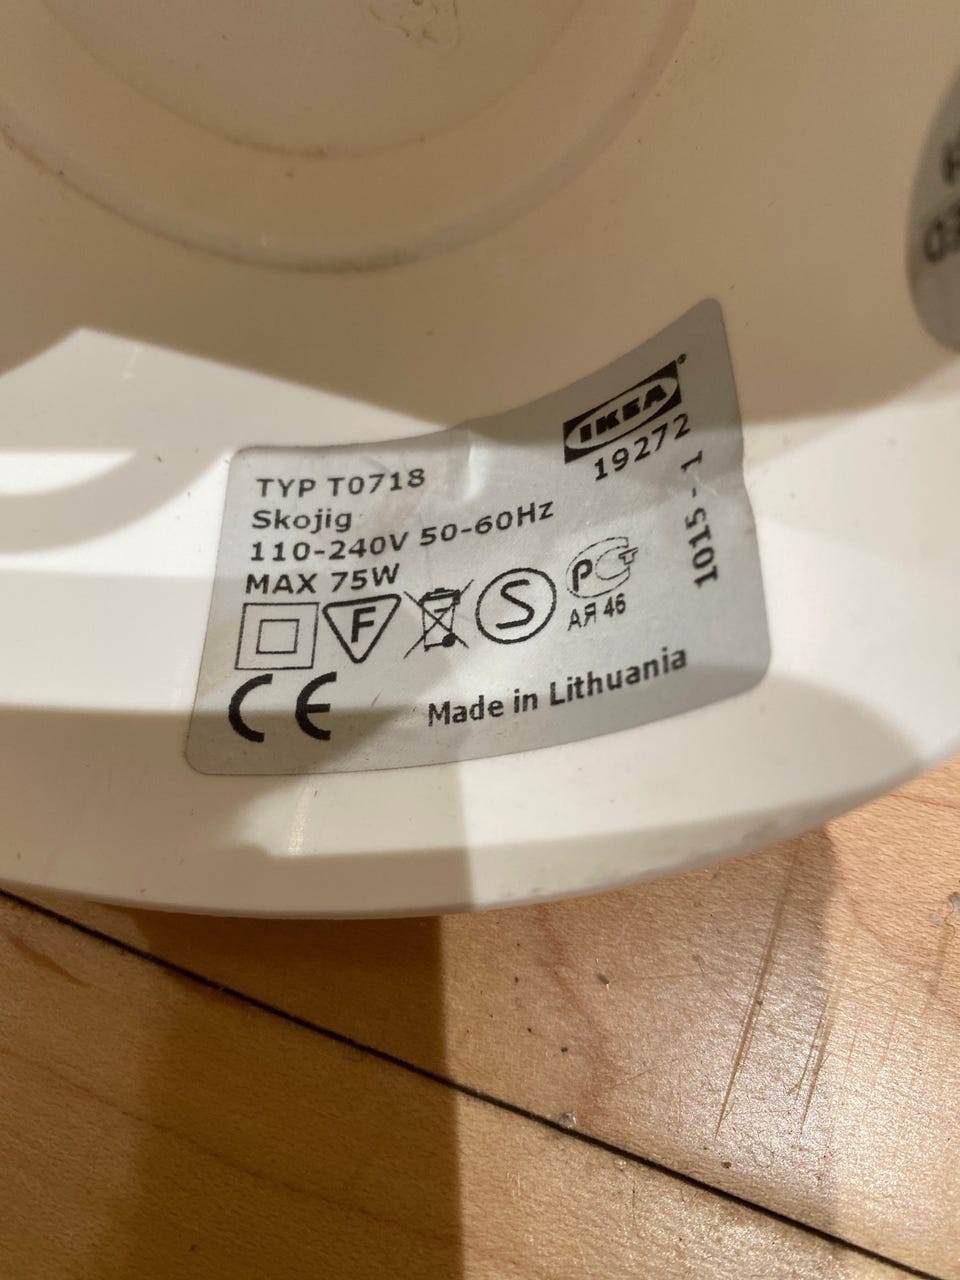 IKEA
19272
TYP T0718
Skojig
110-240V 50-60Hz
MAX 75W
F
S
PCT
АЯ 46
CE
Made in Lithuania
1015-1